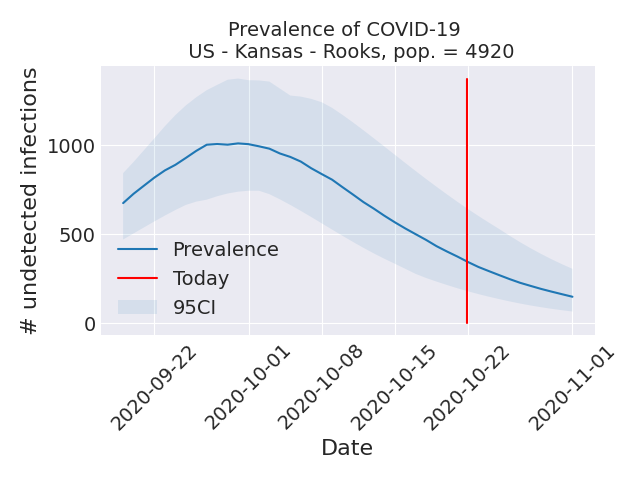 Prevalence of COVID-19
US - Kansas - Rooks, pop. = 4920
# undetected infections
1000
500
0
Prevalence
Today
95CI
2020-09-22
2020-10-01
2020-10-08
2020-10-15
2020-10-22
2020-11-01
Date